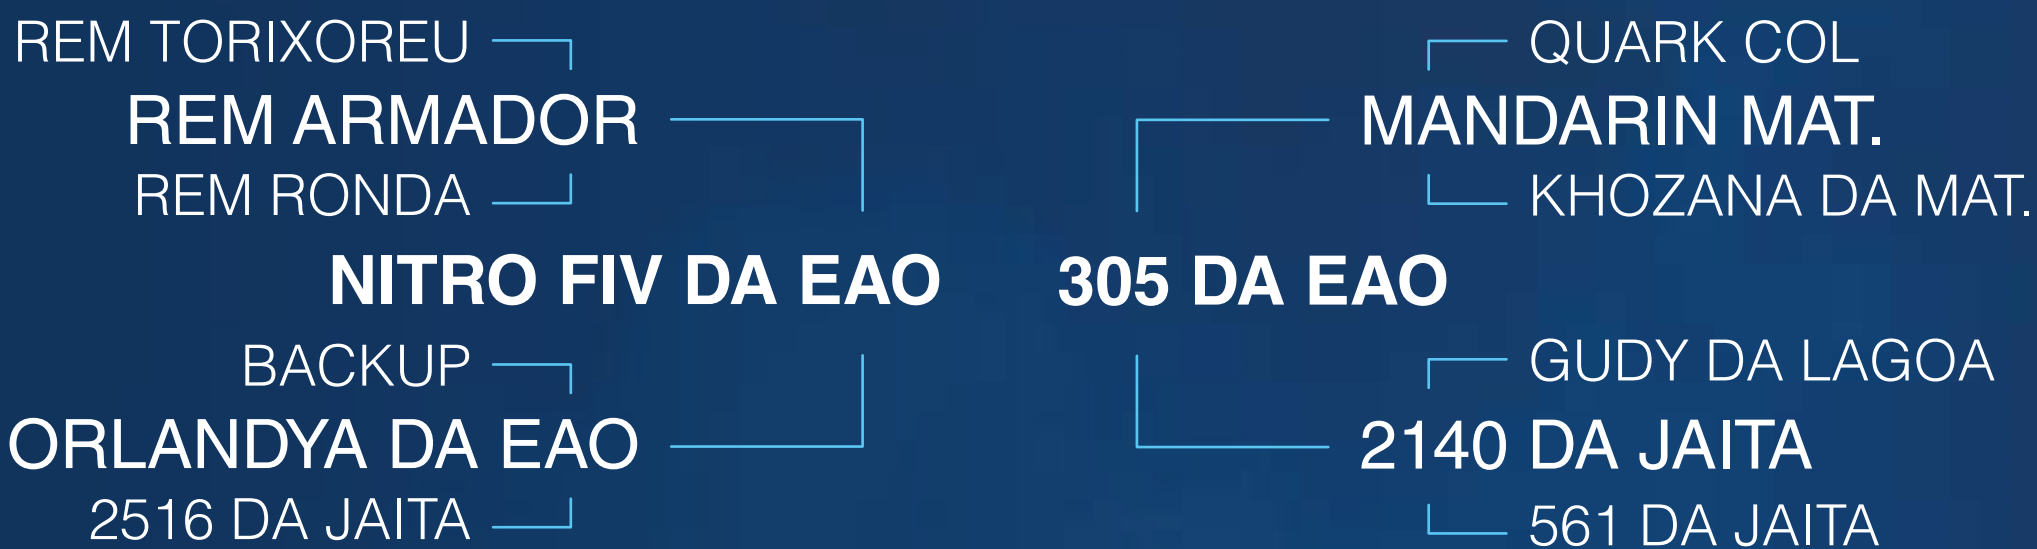 REM TORIXOREU
QUARK COL
REM ARMADOR
MANDARIN MAT.
REM RONDA
KHOZANA DA MAT.
NITRO FIV DA EAO
305 DA EAO
BACKUP
GUDY DA LAGOA
ORLANDYA DA EAO
2140 DA JAITA
2516 DA JAITA
561 DA JAITA